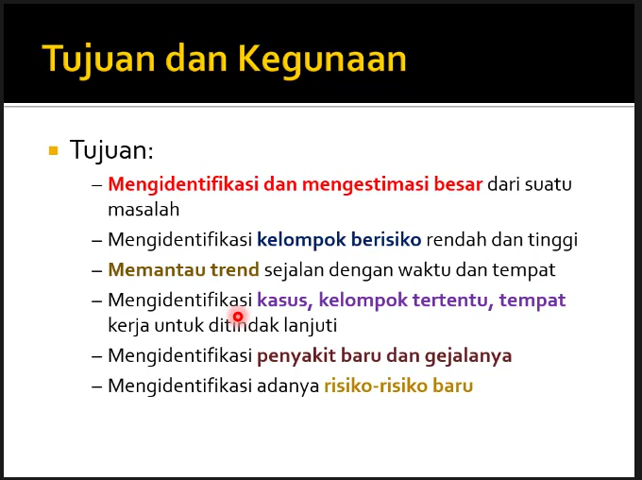 Tujuan dan Kegunaan
Tujuan:
– Mengidentifikasi dan mengestimasi besar dari suatu
masalah
– Mengidentifikasi kelompok berisiko rendah dan tinggi
– Memantau trend sejalan dengan waktu dan tempat
– Mengidentifikasi kasus, kelompok tertentu, tempat
kerja untuk ditindak lanjuti
– Mengidentifikasi penyakit baru dan gejalanya
– Mengidentifikasi adanya risiko-risiko baru